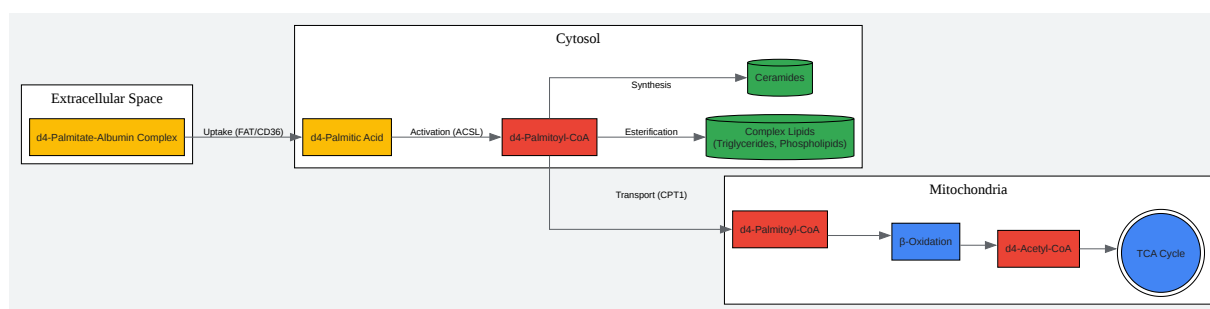 Cytosol
Ceramides
Synthesis
Extracellular Space
d4-Palmitate-Albumin Complex
Uptake (FAT/CD36)
d4-Palmitic Acid
Activation (ACSL)
d4-Palmitoyl-CoA
Esterification
Complex Lipids
(Triglycerides, Phospholipids)
Transport (CPT1)
Mitochondria
d4-Palmitoyl-CoA
β-Oxidation
d4-Acetyl-CoA
TCA Cycle